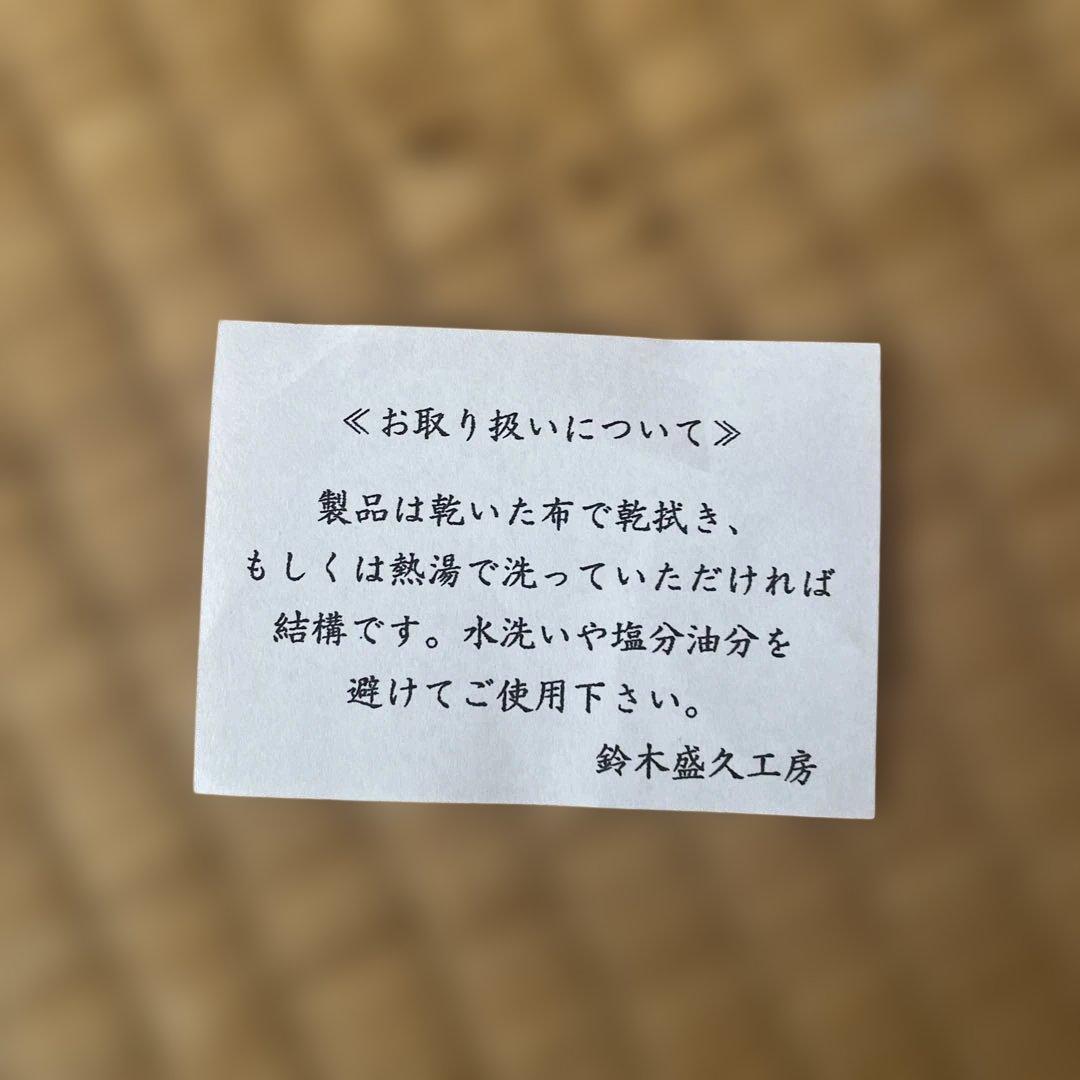 ≪お取り扱いについて≫
製品は乾いた布で乾拭き、
もしくは熱湯で洗っていただければ
結構です。水洗いや塩分油分を
避けてご使用下さい。
鈴木盛久工房